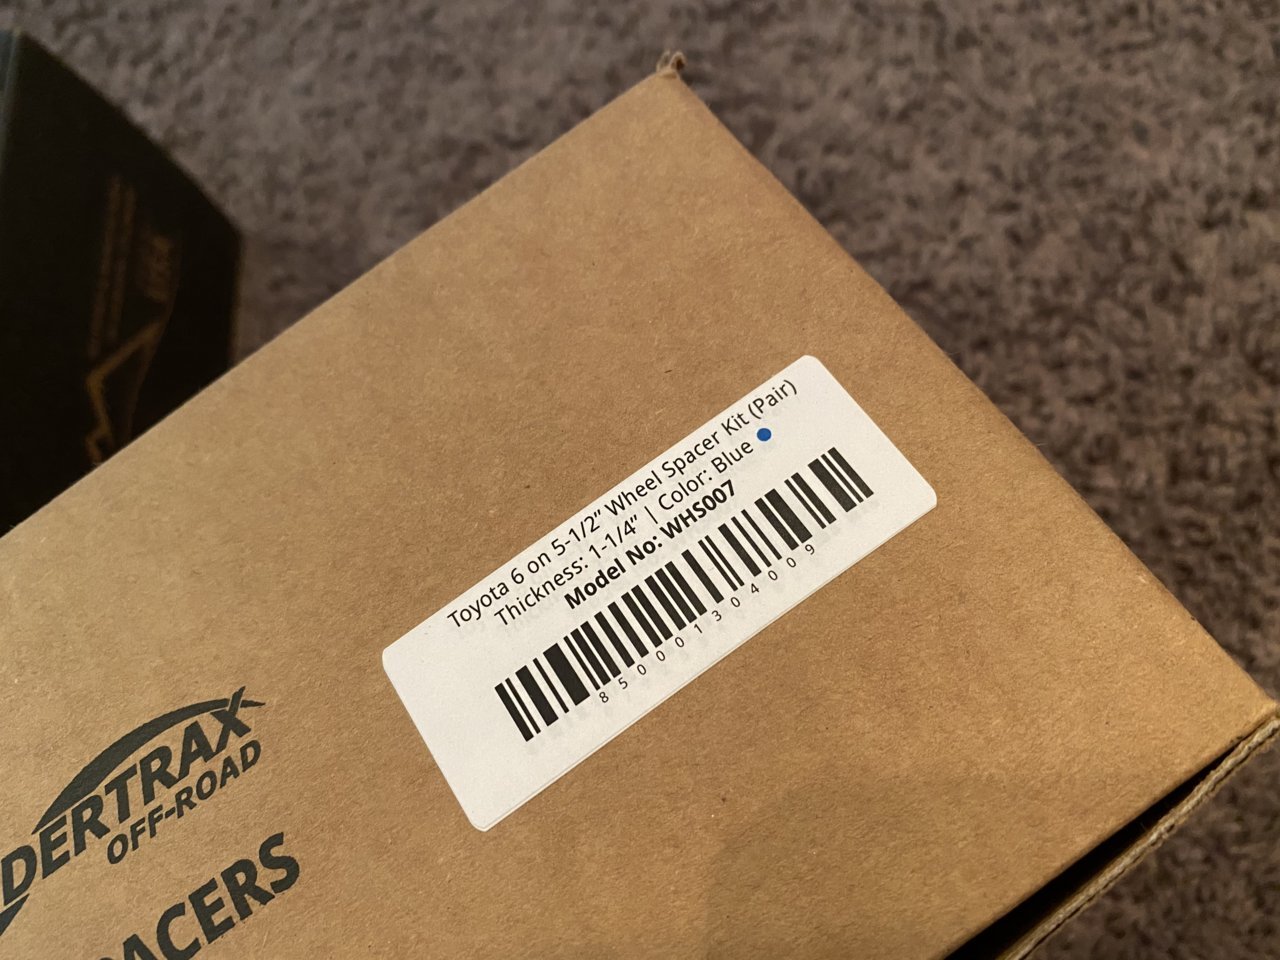 Toyota 6 on 5-1/2” Wheel Spacer Kit (Pair)
Thickness: 1-1/4” | Color: Blue
Model No: WHS007
850001304009
DERTRAX
OFF-ROAD
PACERS